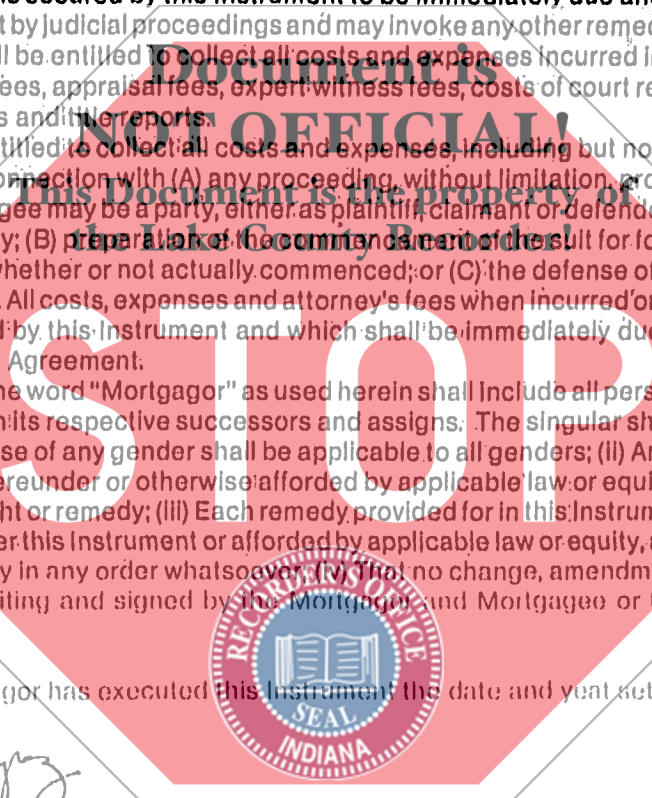 is secured by this Instrument to be immediately due and
t by judicial proceedings and may invoke any other remed
ll be entitled to collect all costs and expenses incurred i
ees, appraisal fees, expert witness fees, costs of court re
s and title reports.
titled to collect all costs and expenses, including but no
onnection with (A) any proceeding, without limitation, pro
gee may be a party, either as plaintiff, claimant or defend
y; (B) preparation of the commencement of the suit for fo
whether or not actually commenced; or (C) the defense of
. All costs, expenses and attorney's fees when incurred or
d by this Instrument and which shall be immediately du
Agreement.
he word "Mortgagor" as used herein shall include all pers
n its respective successors and assigns. The singular sh
se of any gender shall be applicable to all genders; (ii) A
ereunder or otherwise afforded by applicable law or equi
ht or remedy; (iii) Each remedy provided for in this Instrum
er this Instrument or afforded by applicable law or equity,
y in any order whatsoever. (iv) That no change, amendm
iting and signed by the Mortgagor and Mortgagee or
gor has executed this Instrument the date and year set
Document is
NOT OFFICIAL!
This Document is the property of
the Lake County Recorder!
STOP
RECORDER'S OFFICE
SEAL
INDIANA